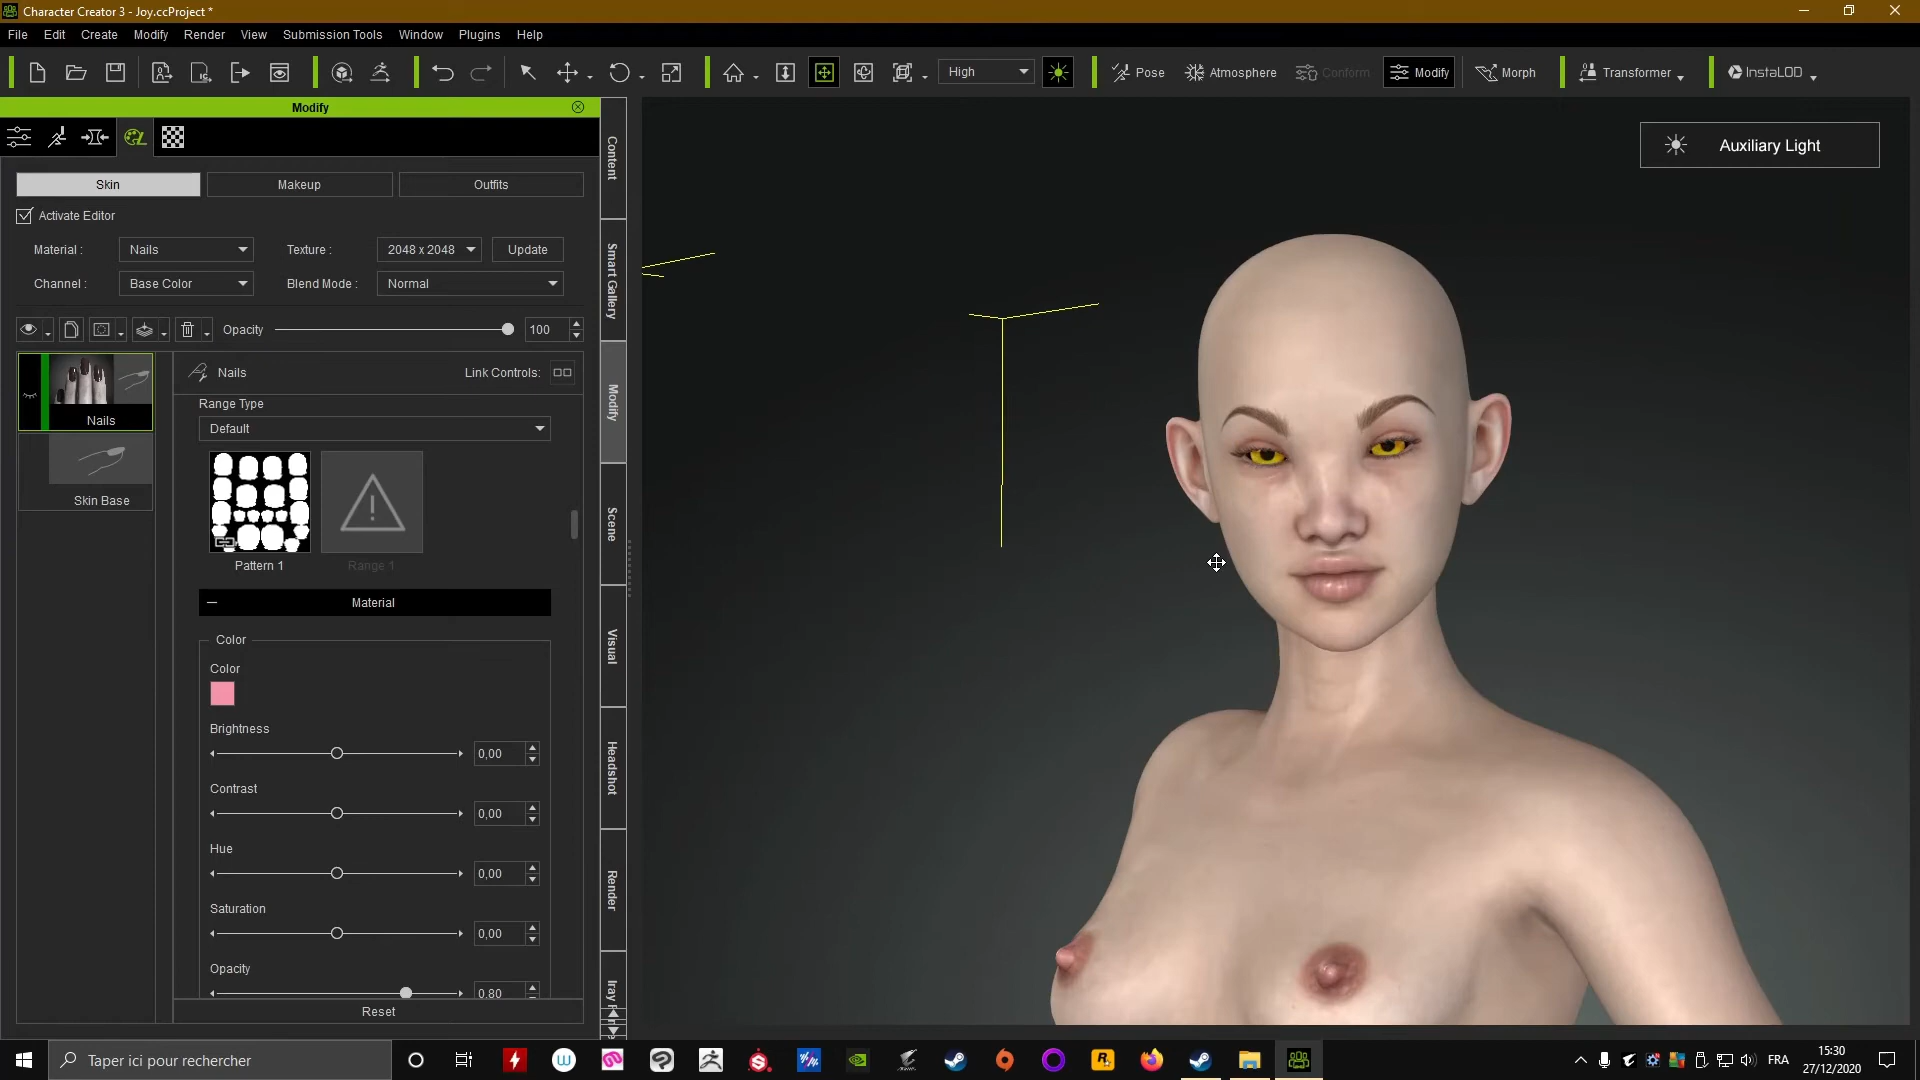 Character Creator 3 - Joy.ccProject *
File Edit Create Modify Render View Submission Tools Window Plugins Help
High Pose Atmosphere Conform Modify Morph Transformer InstaLOD
Modify
Auxiliary Light
Skin Makeup Outfits
Activate Editor
Material : Nails Texture : 2048 x 2048 Update
Channel : Base Color Blend Mode : Normal
Opacity 100
Nails Link Controls:
Range Type
Default
Nails
Skin Base
Pattern 1 Range 1
Material
Color
Color
Brightness
0,00
Contrast
0,00
Hue
0,00
Saturation
0,00
Opacity
0,80
Reset
Content
Smart Gallery
Modify
Scene
Visual
Headshot
Render
Iray
Taper ici pour rechercher
FRA
15:30
27/12/2020